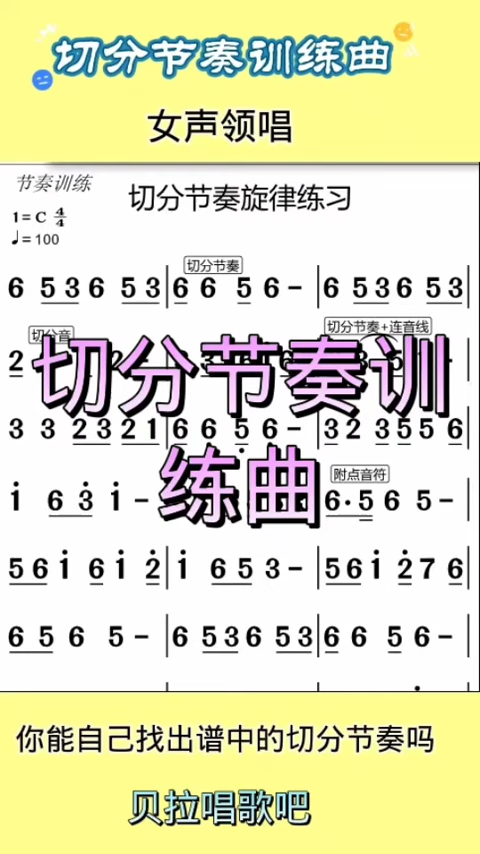 切分节奏训练曲
女声领唱
节奏训练
切分节奏旋律练习
1=C 4/4
♩=100
切分节奏
6 5 3 6 5 3 | 6 6 5 6 - | 6 5 3 6 5 3 |
切分音
切分节奏+连音线
切分节奏训
3 3 2 3 2 1 | 6 6 5 6 - | 3 2 3 5 5 6 |
练曲
附点音符
i 6 3̇ i - | 6· 5 6 5 - |
5 6 i 6 i 2̇ | i 6 5 3 - | 5 6 i 2̇ 7 6 |
6 5 6 5 - | 6 5 3 6 5 3 | 6 6 5 6 - |
你能自己找出谱中的切分节奏吗
贝拉唱歌吧